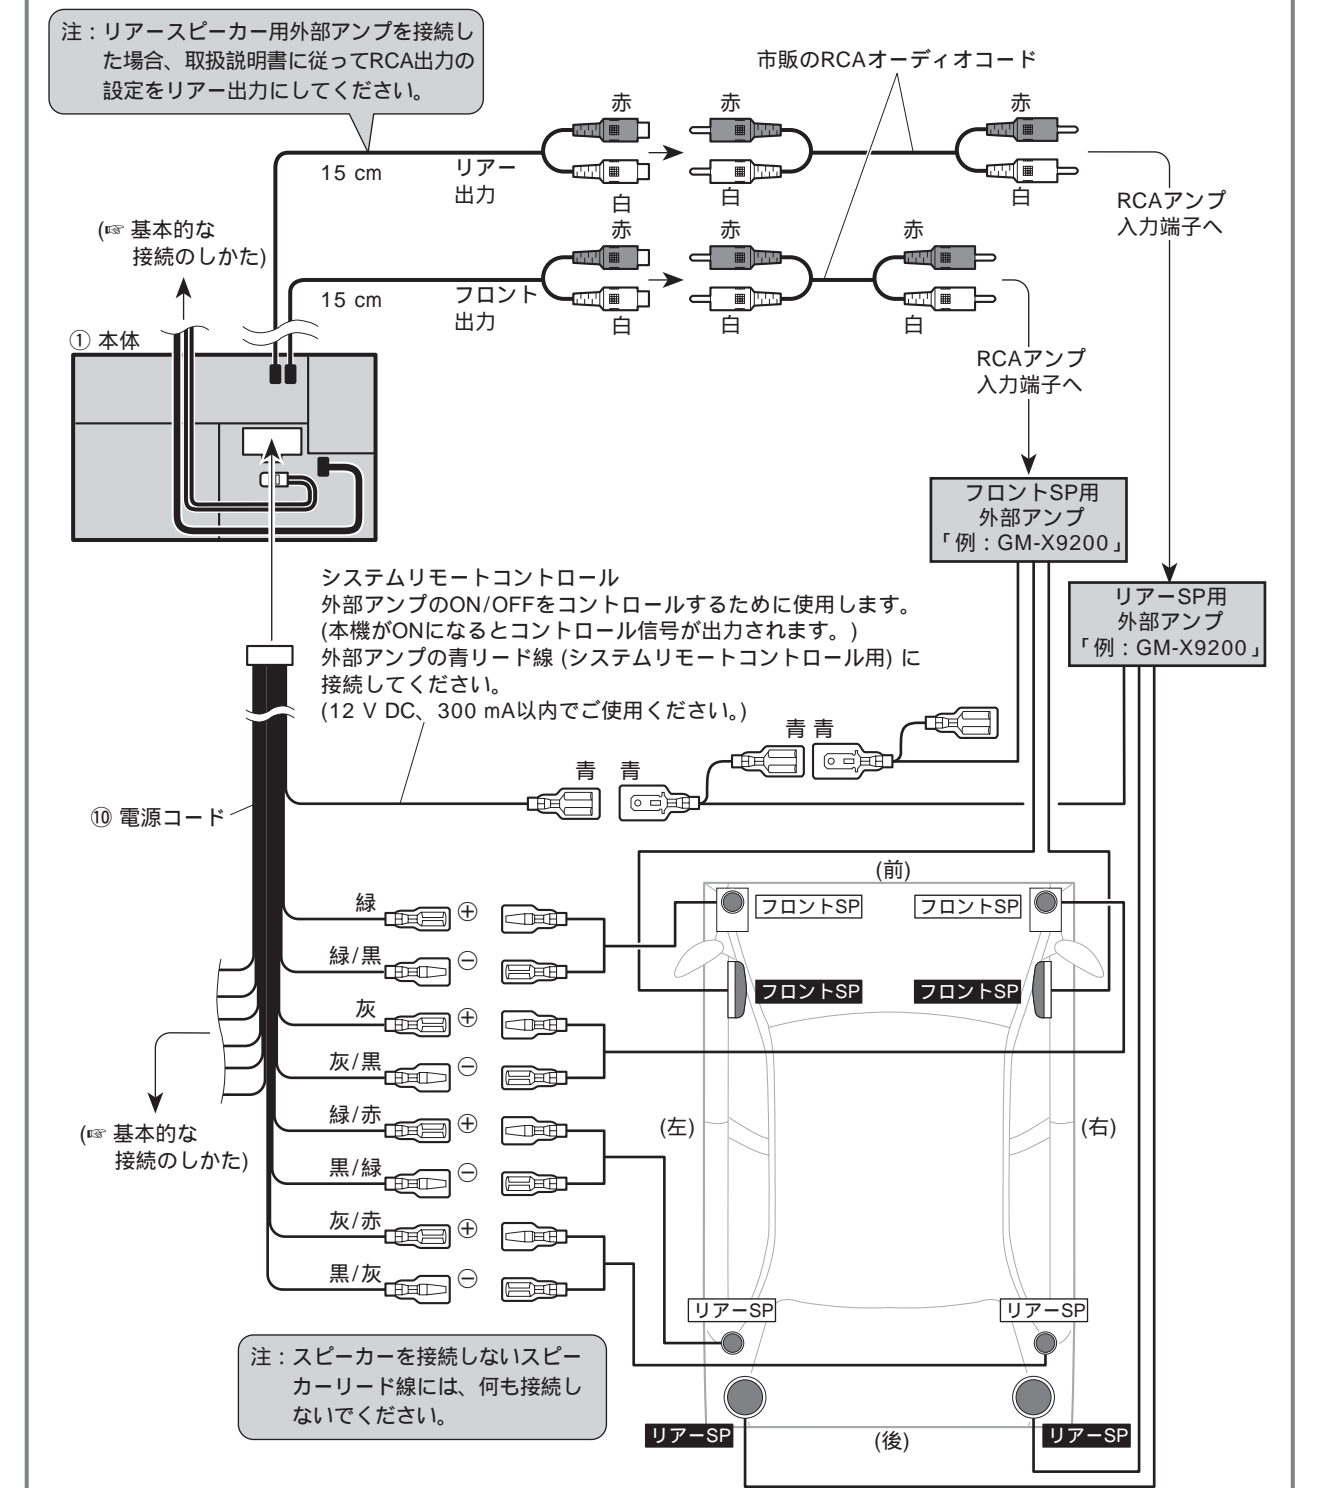 注：リアースピーカー用外部アンプを接続し
た場合、取扱説明書に従ってRCA出力の
設定をリアー出力にしてください。
市販のRCAオーディオコード
赤
赤
赤
15 cm
リアー
出力
白
白
白
RCAアンプ
入力端子へ
(☞ 基本的な
接続のしかた)
赤
赤
赤
15 cm
フロント
出力
白
白
白
① 本体
RCAアンプ
入力端子へ
フロントSP用
外部アンプ
「例：GM-X9200」
リアーSP用
外部アンプ
「例：GM-X9200」
システムリモートコントロール
外部アンプのON/OFFをコントロールするために使用します。
(本機がONになるとコントロール信号が出力されます。)
外部アンプの青リード線 (システムリモートコントロール用) に
接続してください。
(12 V DC、300 mA以内でご使用ください。)
青 青
青 青
⑩ 電源コード
(前)
緑 ⊕
フロントSP
フロントSP
緑/黒 ⊖
フロントSP
フロントSP
灰 ⊕
灰/黒 ⊖
緑/赤 ⊕
(左)
(右)
(☞ 基本的な
接続のしかた)
黒/緑 ⊖
灰/赤 ⊕
黒/灰 ⊖
リアーSP
リアーSP
注：スピーカーを接続しないスピー
カーリード線には、何も接続し
ないでください。
リアーSP
(後)
リアーSP